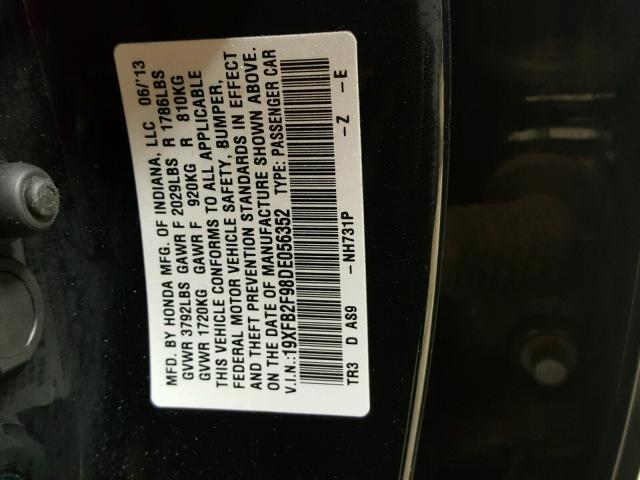 MFD. BY HONDA MFG. OF INDIANA, LLC 06/'13
GVWR 3792LBS GAWR F 2029LBS R 1786LBS
GVWR 1720KG GAWR F 920KG R 810KG
THIS VEHICLE CONFORMS TO ALL APPLICABLE
FEDERAL MOTOR VEHICLE SAFETY, BUMPER,
AND THEFT PREVENTION STANDARDS IN EFFECT
ON THE DATE OF MANUFACTURE SHOWN ABOVE.
V.I.N.:19XFB2F98DE056352 TYPE: PASSENGER CAR
TR3 D AS9 -NH731P -Z -E